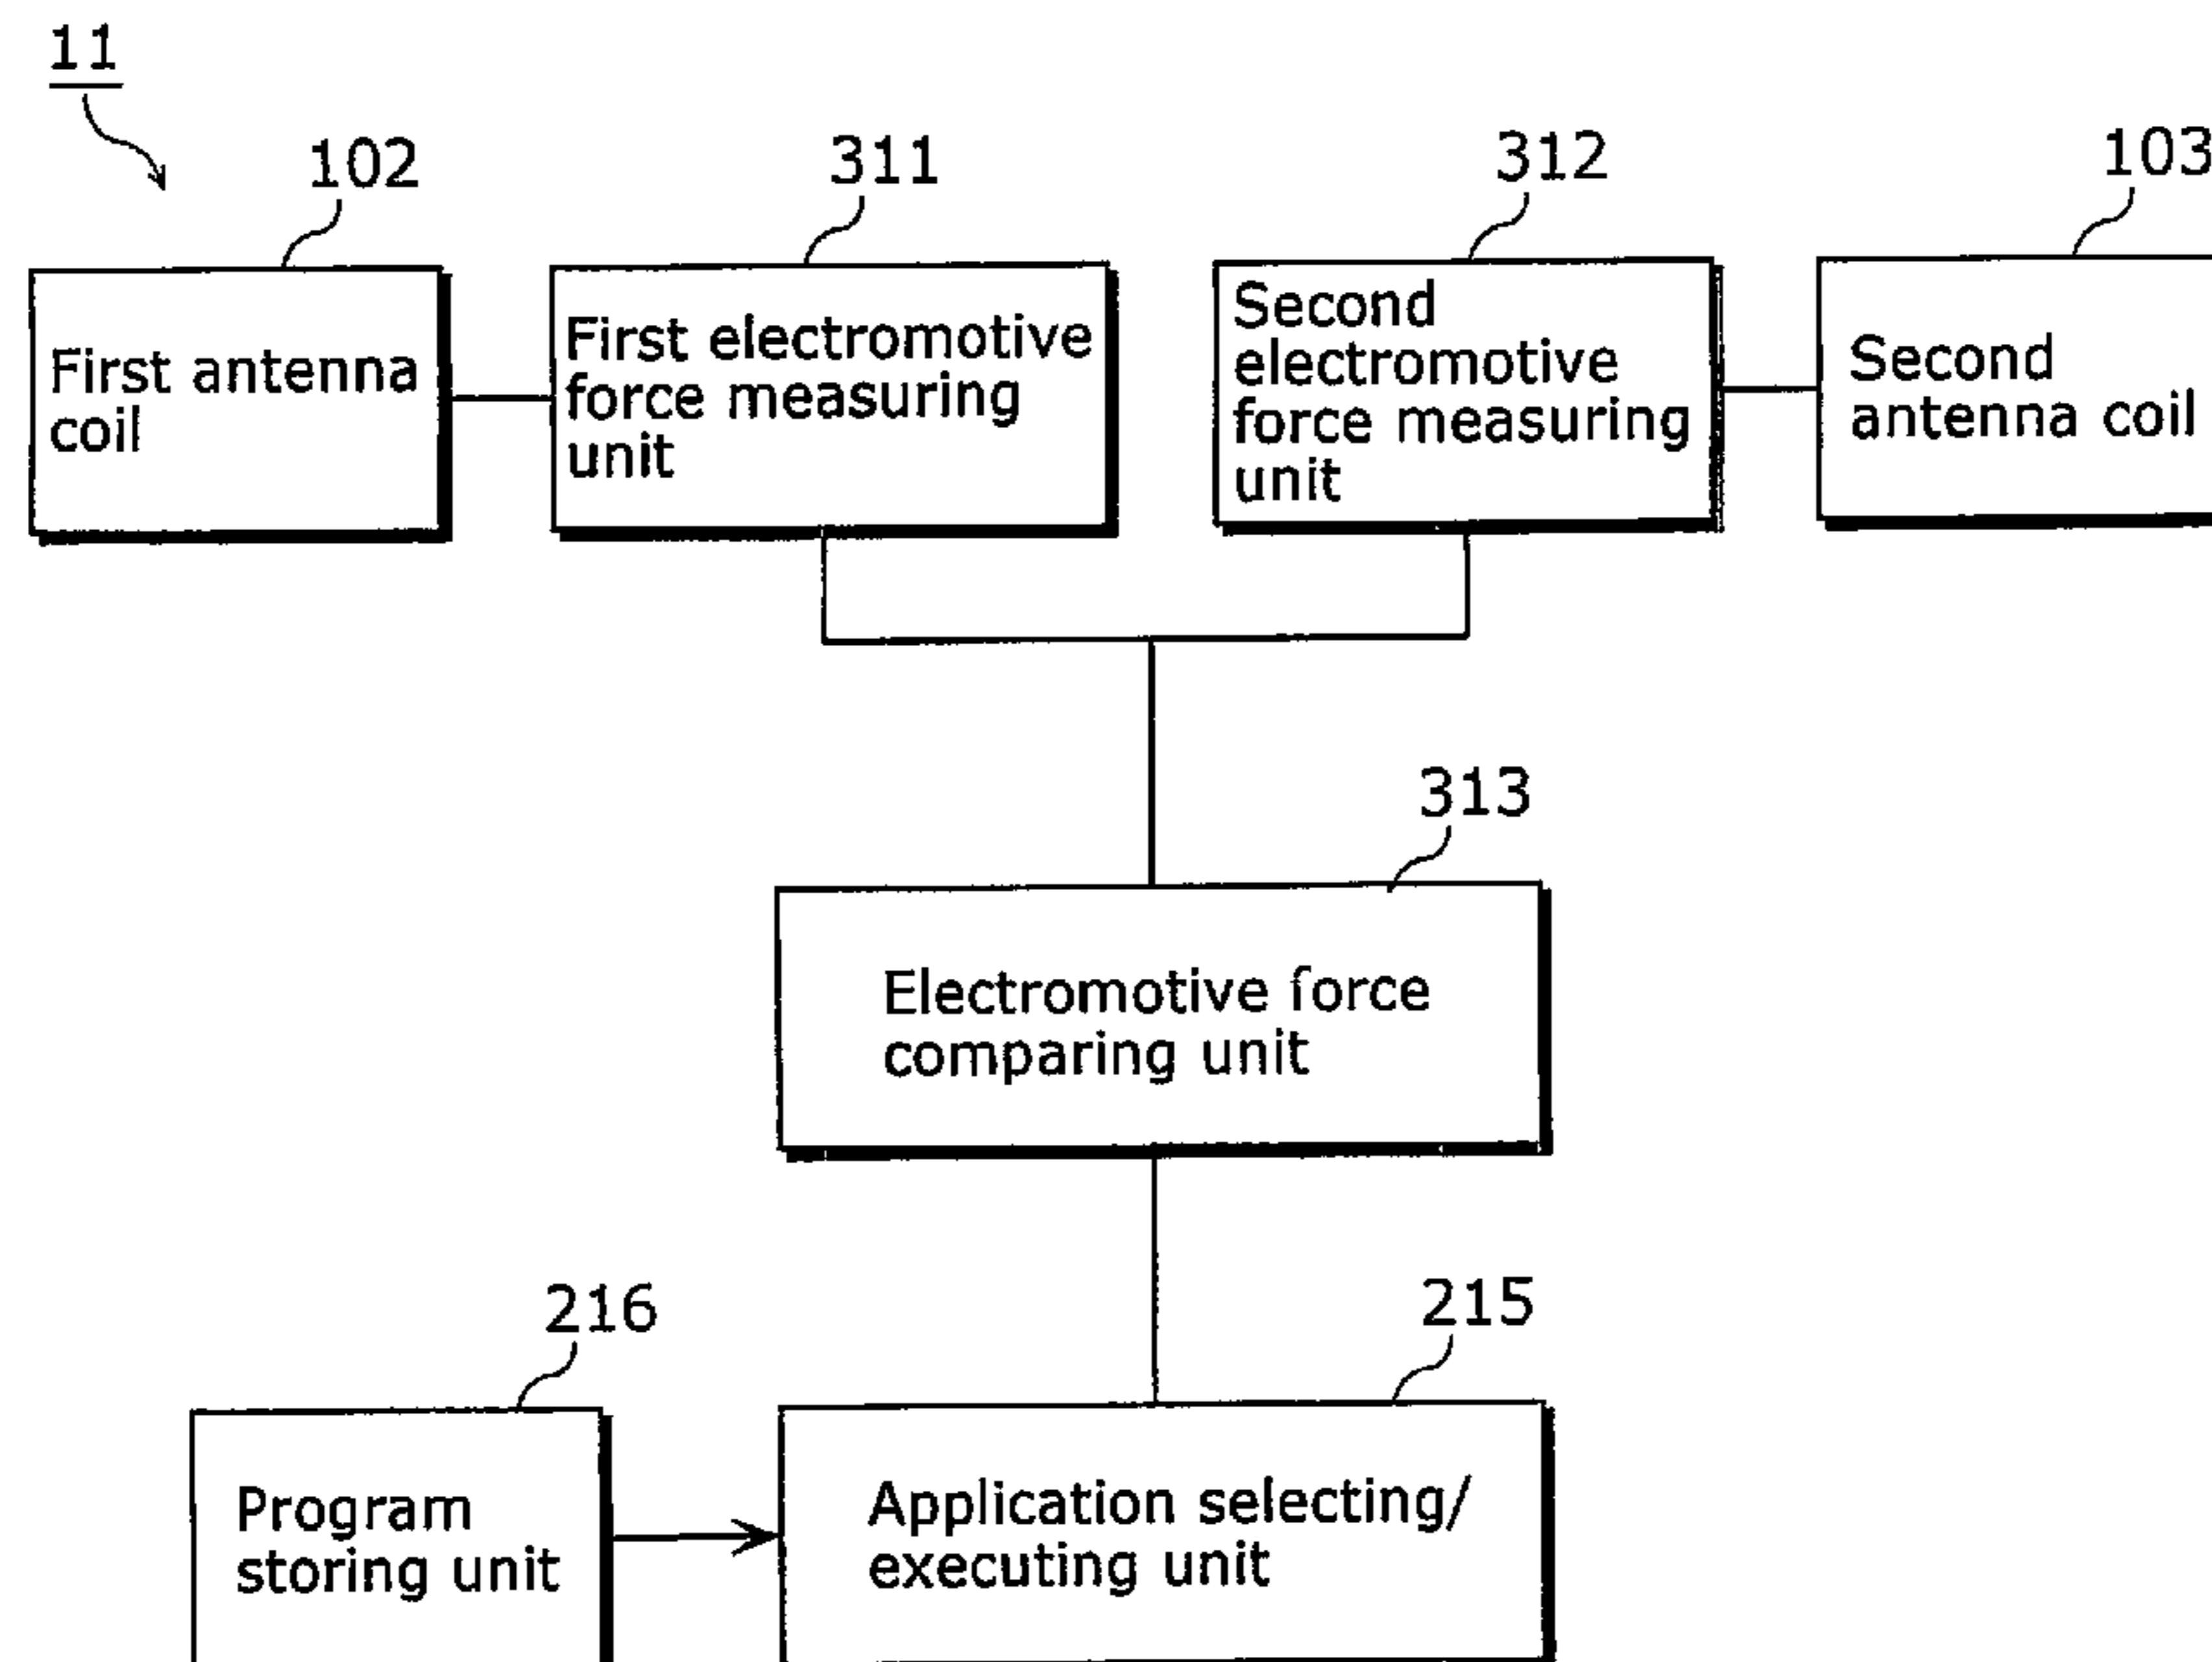 11
102
311
312
103
First antenna
coil
First electromotive
force measuring
unit
Second
electromotive
force measuring
unit
Second
antenna coil
313
Electromotive force
comparing unit
216
215
Program
storing unit
Application selecting/
executing unit